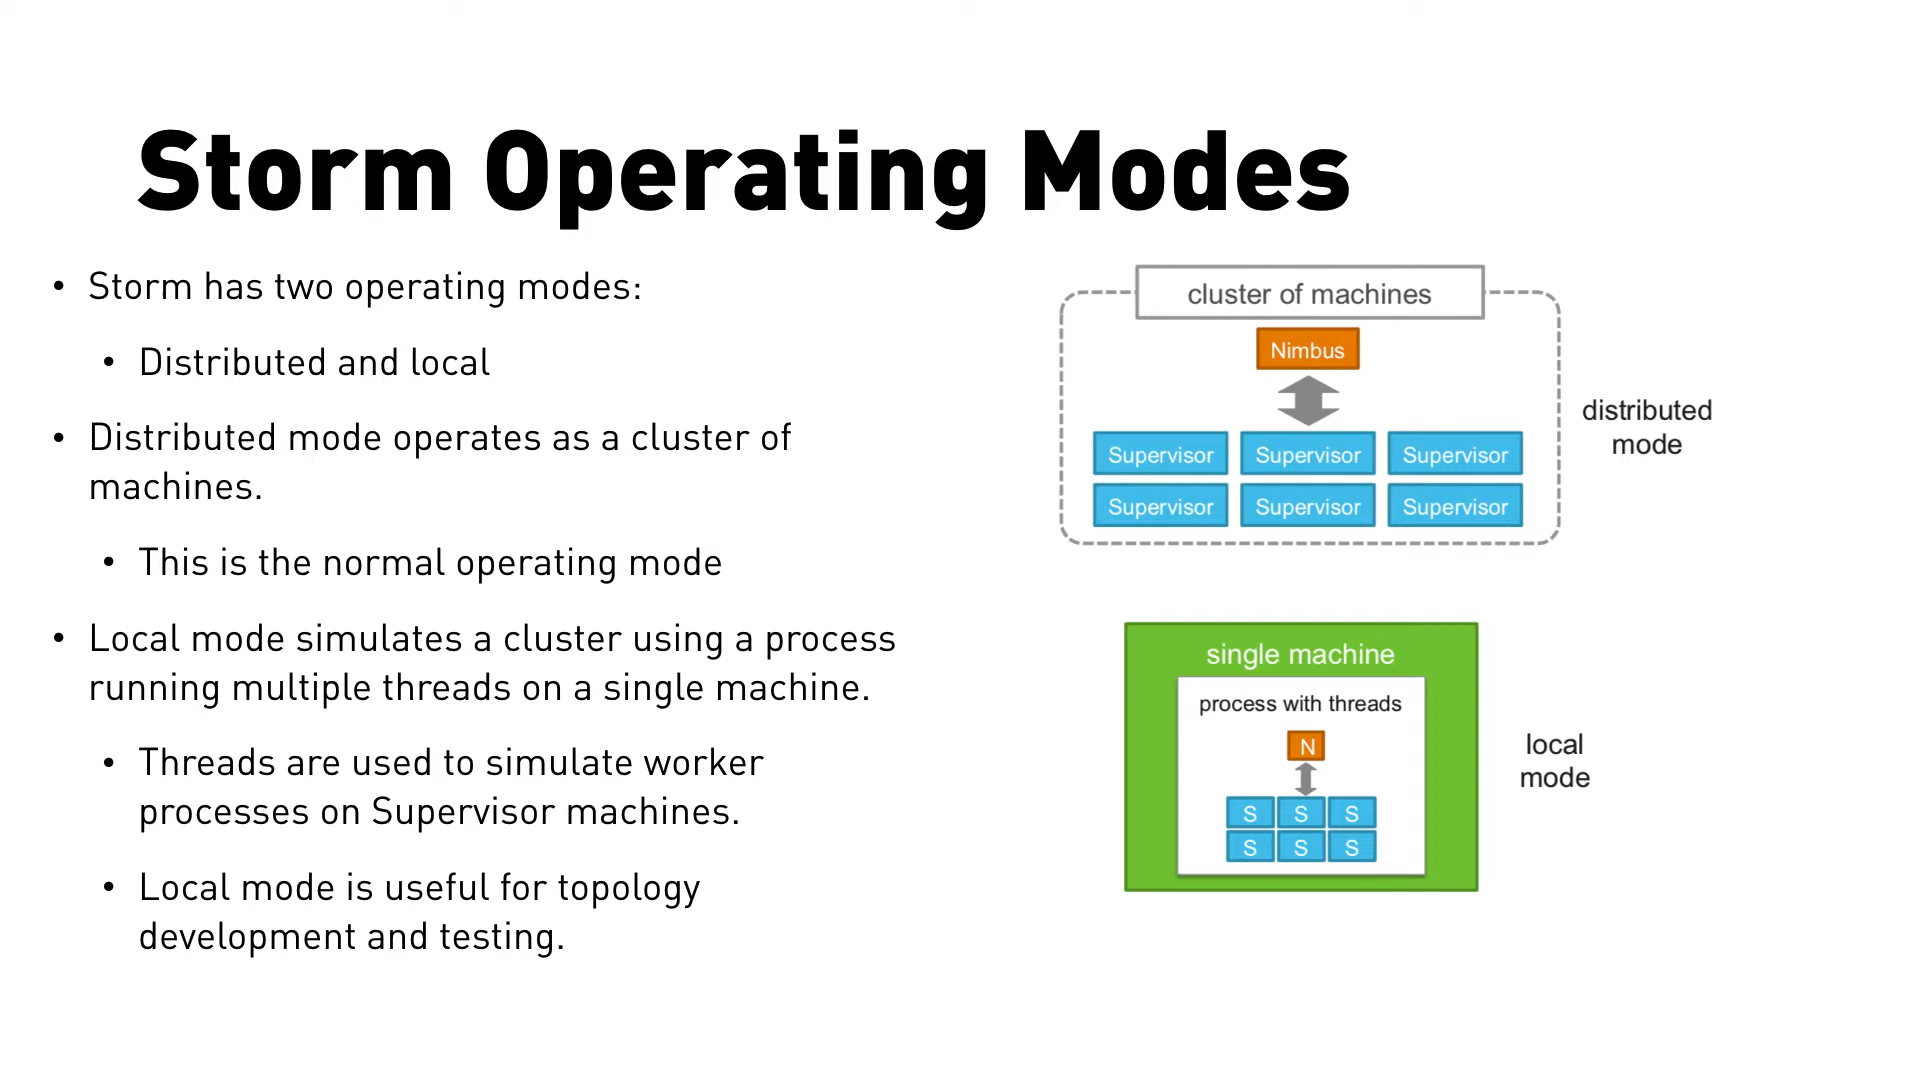 Storm Operating Modes
• Storm has two operating modes:
• Distributed and local
• Distributed mode operates as a cluster of
machines.
• This is the normal operating mode
• Local mode simulates a cluster using a process
running multiple threads on a single machine.
• Threads are used to simulate worker
processes on Supervisor machines.
• Local mode is useful for topology
development and testing.
cluster of machines
Nimbus
Supervisor Supervisor Supervisor
Supervisor Supervisor Supervisor
distributed
mode
single machine
process with threads
N
S S S
S S S
local
mode